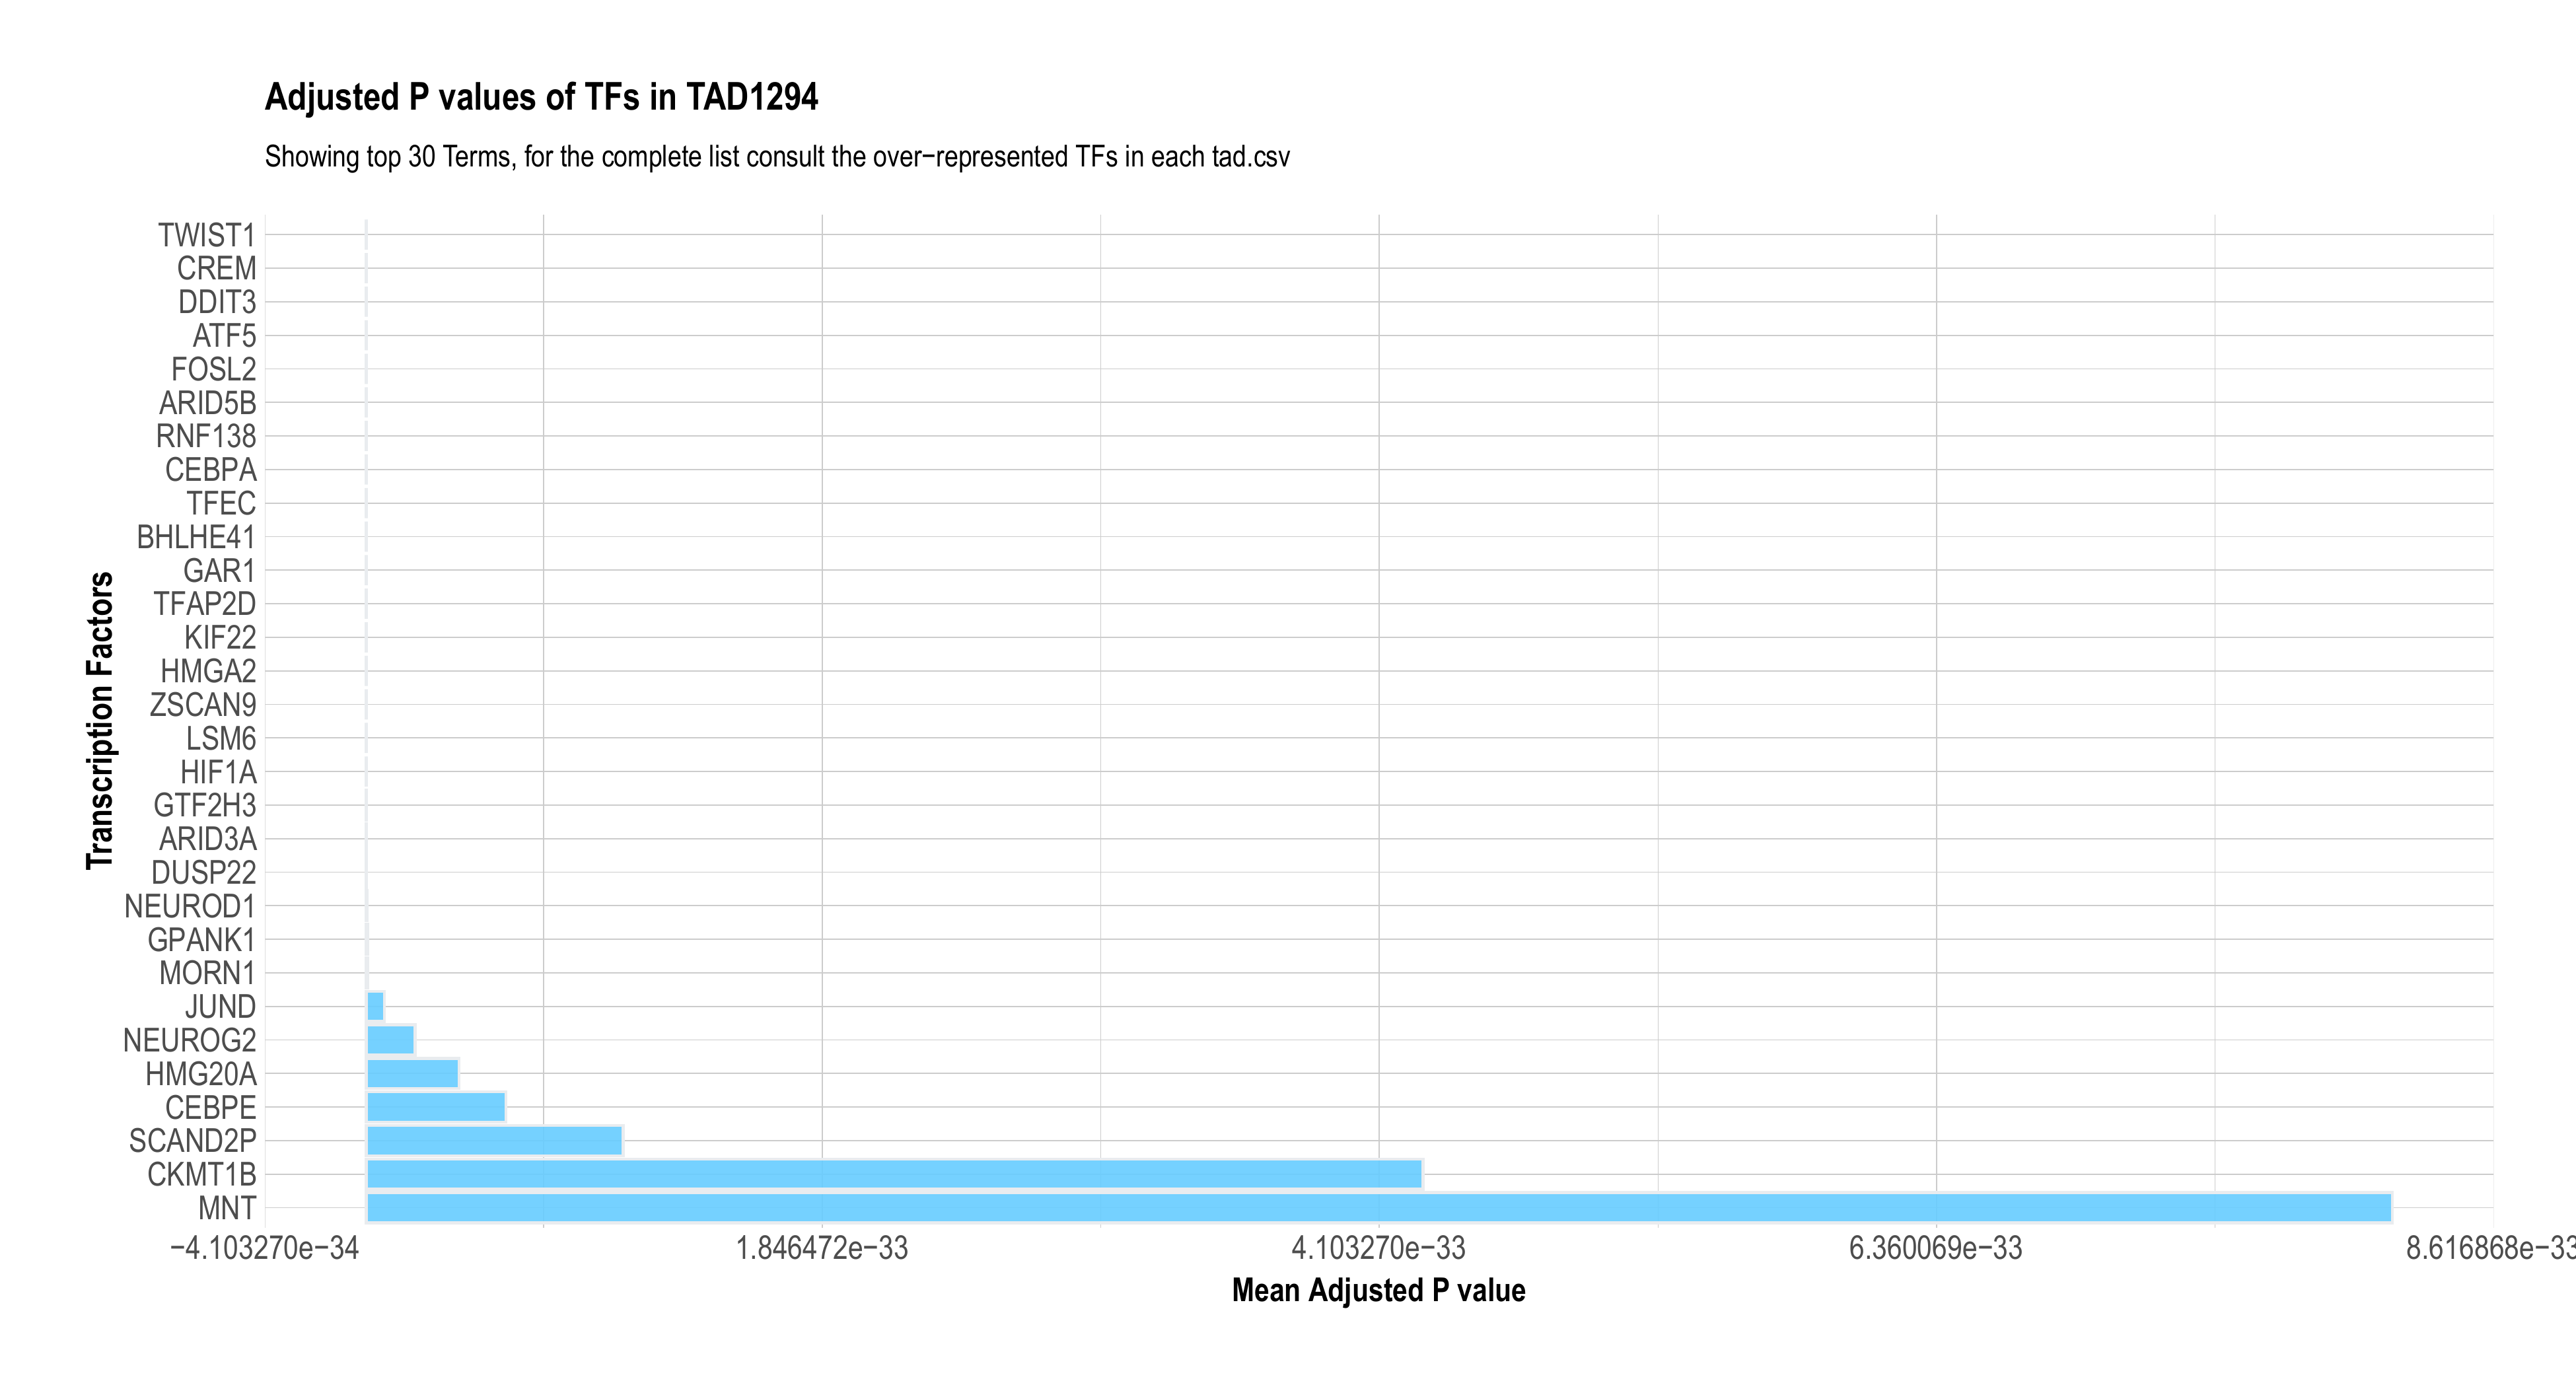 Adjusted P values of TFs in TAD1294
Showing top 30 Terms, for the complete list consult the over−represented TFs in each tad.csv
Transcription Factors
TWIST1
CREM
DDIT3
ATF5
FOSL2
ARID5B
RNF138
CEBPA
TFEC
BHLHE41
GAR1
TFAP2D
KIF22
HMGA2
ZSCAN9
LSM6
HIF1A
GTF2H3
ARID3A
DUSP22
NEUROD1
GPANK1
MORN1
JUND
NEUROG2
HMG20A
CEBPE
SCAND2P
CKMT1B
MNT
−4.103270e−34 1.846472e−33 4.103270e−33 6.360069e−33 8.616868e−33
Mean Adjusted P value